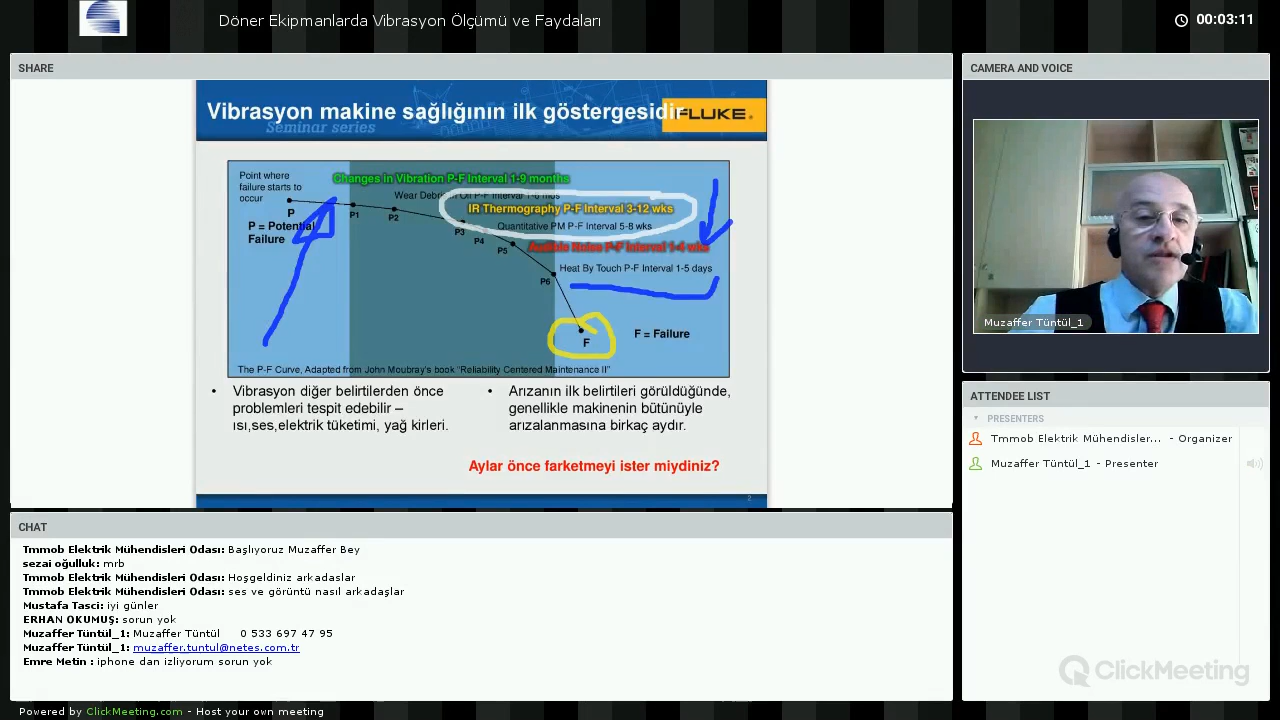 Döner Ekipmanlarda Vibrasyon Ölçümü ve Faydaları
00:03:11
SHARE
Vibrasyon makine sağlığının ilk göstergesidir
FLUKE®
Seminar series
Point where
failure starts to
occur
Changes in Vibration P-F Interval 1-9 months
Wear Debris in Oil P-F Interval 1-6 mos
IR Thermography P-F Interval 3-12 wks
Quantitative PM P-F Interval 5-8 wks
Audible Noise P-F Interval 1-4 wks
Heat By Touch P-F Interval 1-5 days
P
P1
P2
P3
P4
P5
P6
F
P = Potential
Failure
F = Failure
The P-F Curve, Adapted from John Moubray's book "Reliability Centered Maintenance II"
• Vibrasyon diğer belirtilerden önce
problemleri tespit edebilir –
ısı,ses,elektrik tüketimi, yağ kirleri.
• Arızanın ilk belirtileri görüldüğünde,
genellikle makinenin bütünüyle
arızalanmasına birkaç aydır.
Aylar önce farketmeyi ister miydiniz?
2
CAMERA AND VOICE
Muzaffer Tüntül_1
ATTENDEE LIST
PRESENTERS
Tmmob Elektrik Mühendisler... - Organizer
Muzaffer Tüntül_1 - Presenter
CHAT
Tmmob Elektrik Mühendisleri Odası: Başlıyoruz Muzaffer Bey
sezai oğulluk: mrb
Tmmob Elektrik Mühendisleri Odası: Hoşgeldiniz arkadaslar
Tmmob Elektrik Mühendisleri Odası: ses ve görüntü nasıl arkadaşlar
Mustafa Tasci: iyi günler
ERHAN OKUMUŞ: sorun yok
Muzaffer Tüntül_1: Muzaffer Tüntül 0 533 697 47 95
Muzaffer Tüntül_1: muzaffer.tuntul@netes.com.tr
Emre Metin : iphone dan izliyorum sorun yok
ClickMeeting
Powered by ClickMeeting.com - Host your own meeting